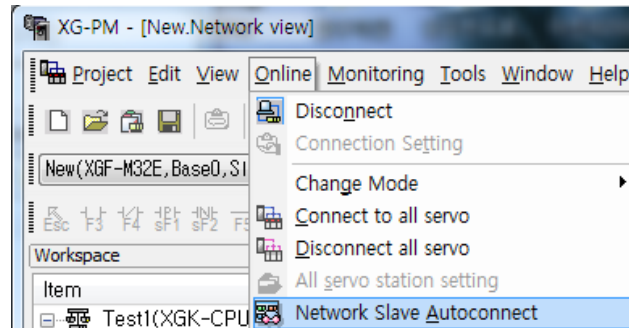 XG-PM - [New.Network view]
Project Edit View Online Monitoring Tools Window Help
Disconnect
Connection Setting
New(XGF-M32E,Base0,Sl
Change Mode
Esc F3 F4 sF1 sF2 F5
Connect to all servo
Workspace
Disconnect all servo
Item
All servo station setting
Test1(XGK-CPU
Network Slave Autoconnect